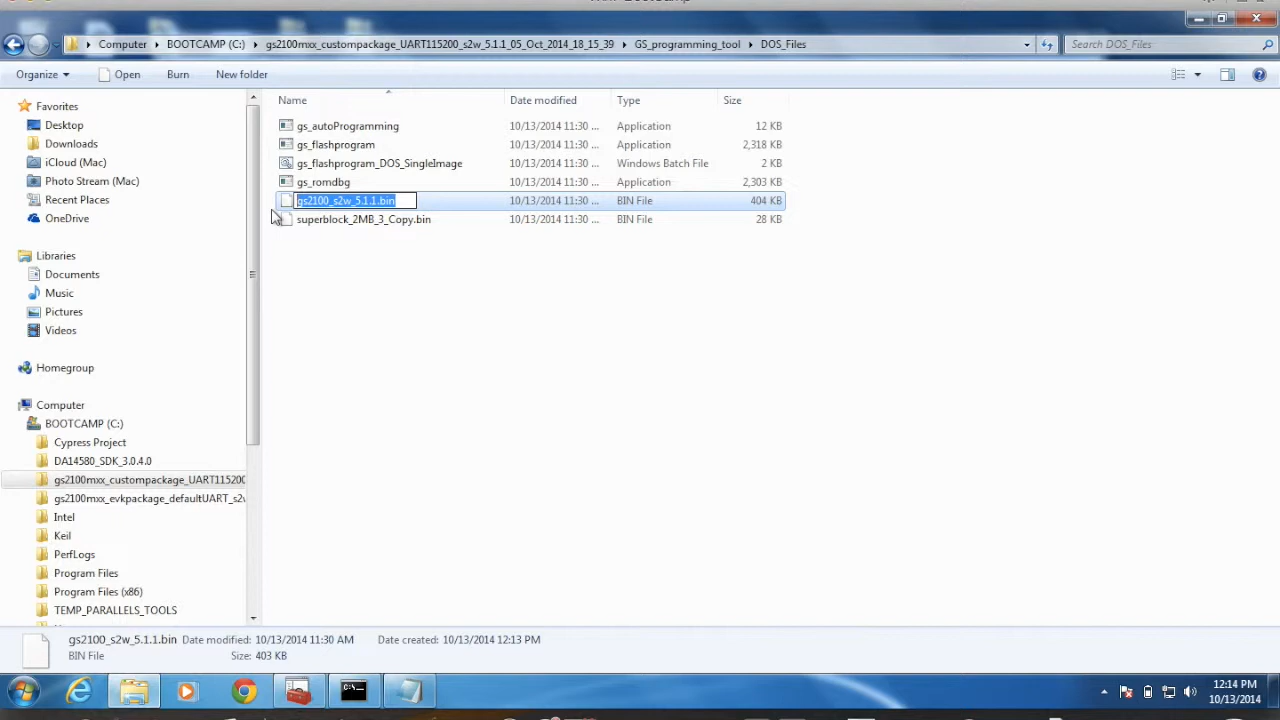 Computer ▸ BOOTCAMP (C:) ▸ gs2100mxx_custompackage_UART115200_s2w_5.1.1_05_Oct_2014_18_15_39 ▸ GS_programming_tool ▸ DOS_Files
Search DOS_Files
Organize Open Burn New folder
Name Date modified Type Size
gs_autoProgramming 10/13/2014 11:30 ... Application 12 KB
gs_flashprogram 10/13/2014 11:30 ... Application 2,318 KB
gs_flashprogram_DOS_SingleImage 10/13/2014 11:30 ... Windows Batch File 2 KB
gs_romdbg 10/13/2014 11:30 ... Application 2,303 KB
gs2100_s2w_5.1.1.bin 10/13/2014 11:30 ... BIN File 404 KB
superblock_2MB_3_Copy.bin 10/13/2014 11:30 ... BIN File 28 KB
Favorites
Desktop
Downloads
iCloud (Mac)
Photo Stream (Mac)
Recent Places
OneDrive
Libraries
Documents
Music
Pictures
Videos
Homegroup
Computer
BOOTCAMP (C:)
Cypress Project
DA14580_SDK_3.0.4.0
gs2100mxx_custompackage_UART115200
gs2100mxx_evkpackage_defaultUART_s2w
Intel
Keil
PerfLogs
Program Files
Program Files (x86)
TEMP_PARALLELS_TOOLS
gs2100_s2w_5.1.1.bin Date modified: 10/13/2014 11:30 AM Date created: 10/13/2014 12:13 PM
BIN File Size: 403 KB
12:14 PM
10/13/2014